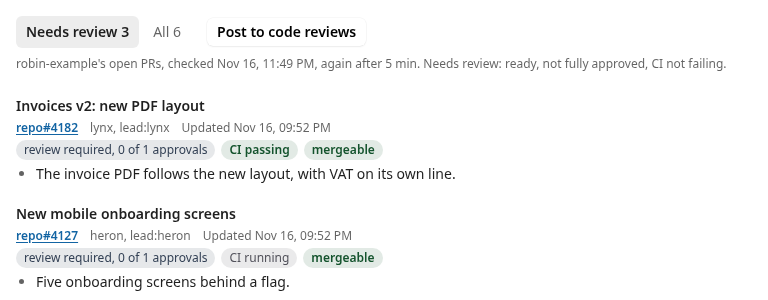 Needs review 3 All 6 Post to code reviews
robin-example's open PRs, checked Nov 16, 11:49 PM, again after 5 min. Needs review: ready, not fully approved, CI not failing.
Invoices v2: new PDF layout
repo#4182 lynx, lead:lynx Updated Nov 16, 09:52 PM
review required, 0 of 1 approvals CI passing mergeable
• The invoice PDF follows the new layout, with VAT on its own line.
New mobile onboarding screens
repo#4127 heron, lead:heron Updated Nov 16, 09:52 PM
review required, 0 of 1 approvals CI running mergeable
• Five onboarding screens behind a flag.